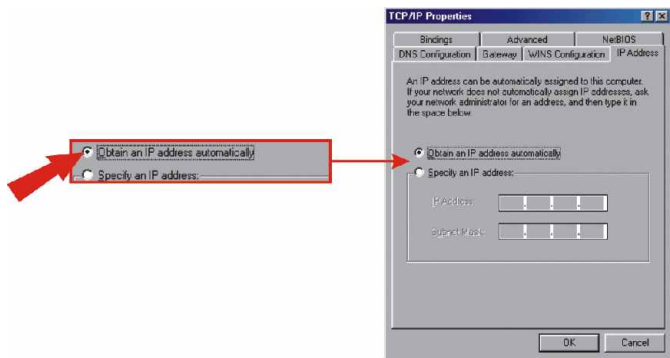 TCP/IP Properties
Bindings Advanced NetBIOS
DNS Configuration Gateway WINS Configuration IP Address
An IP address can be automatically assigned to this computer.
If your network does not automatically assign IP addresses, ask
your network administrator for an address, and then type it in
the space below.
Obtain an IP address automatically
Specify an IP address:
IP Address:
Subnet Mask:
OK Cancel
Obtain an IP address automatically
Specify an IP address: